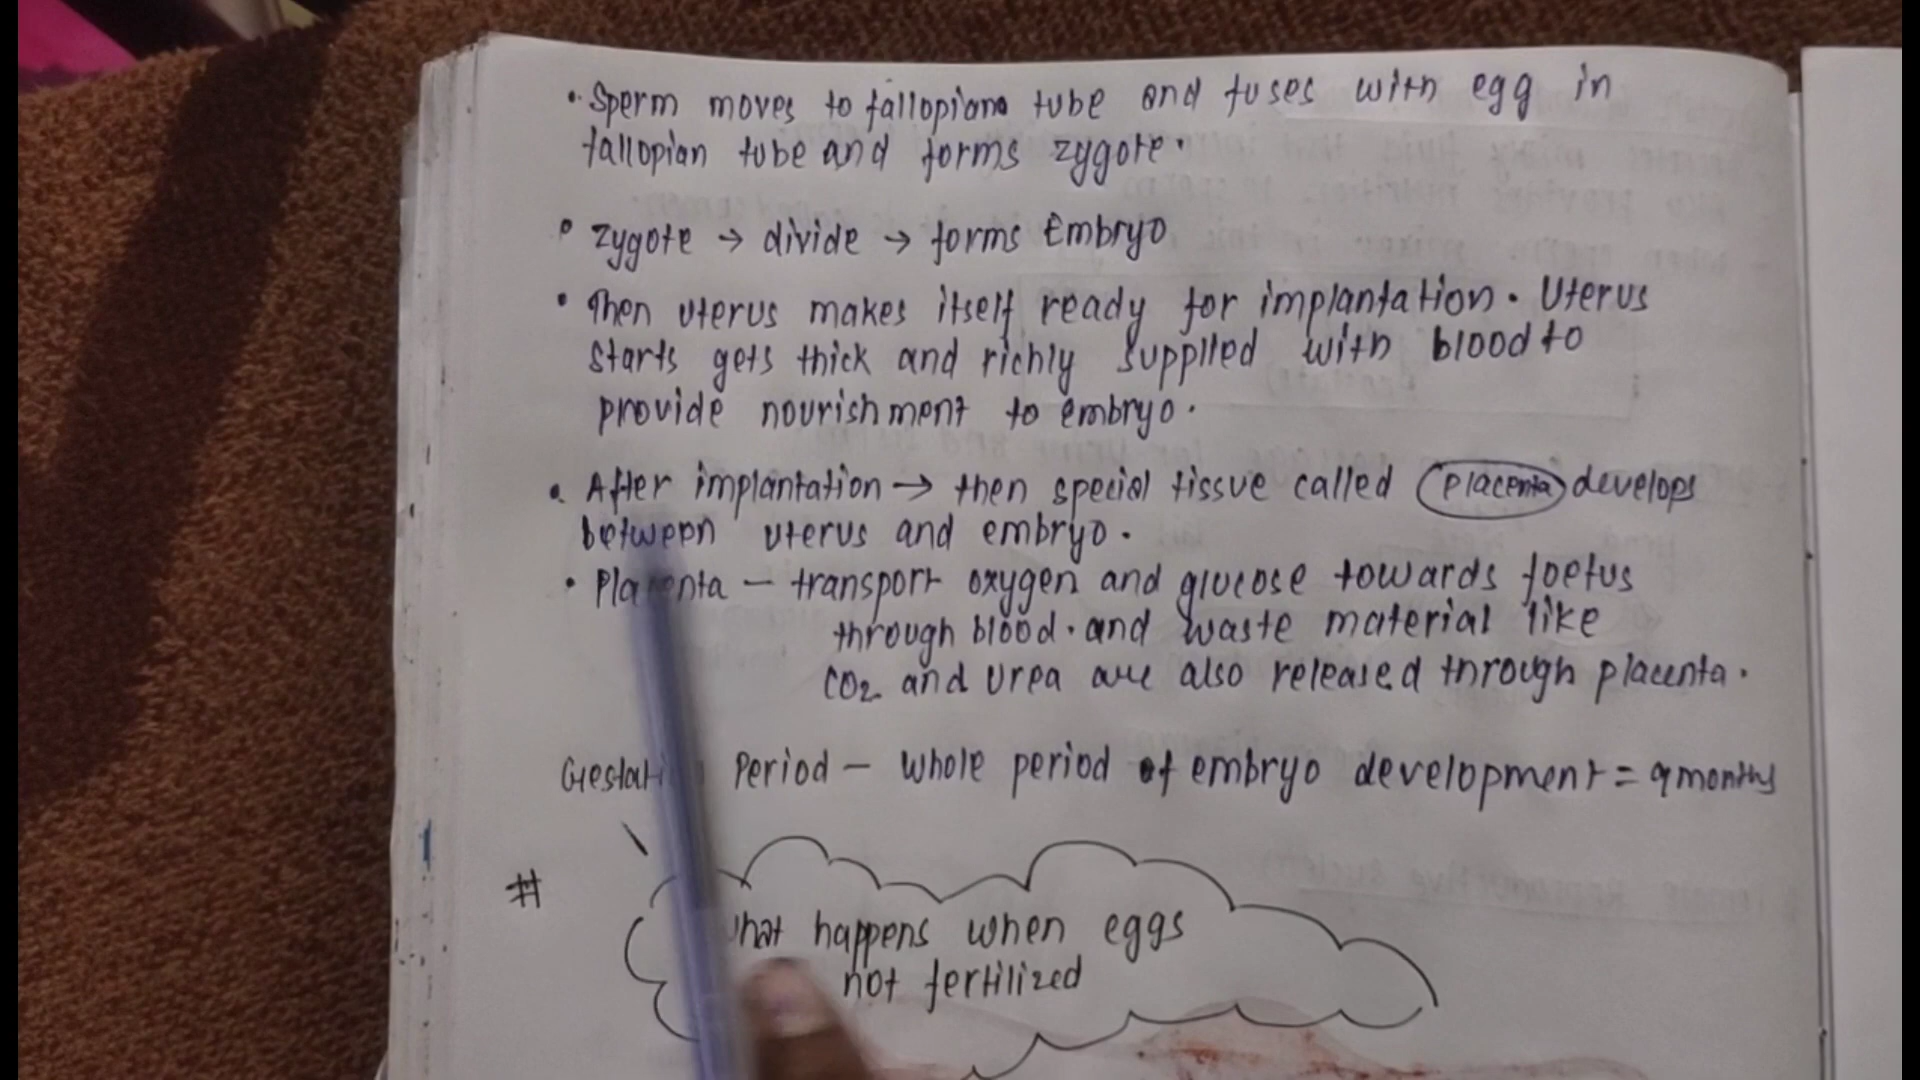 • Sperm moves to fallopian tube and fuses with egg in
fallopian tube and forms zygote.
• Zygote → divide → forms Embryo
• Then uterus makes itself ready for implantation. Uterus
starts gets thick and richly supplied with blood to
provide nourishment to embryo.
• After implantation → then special tissue called placenta develops
between uterus and embryo.
• Placenta — transport oxygen and glucose towards foetus
through blood. and waste material like
CO2 and urea are also released through placenta.
Period — whole period of embryo development = 9 months
#
what happens when eggs
not fertilized